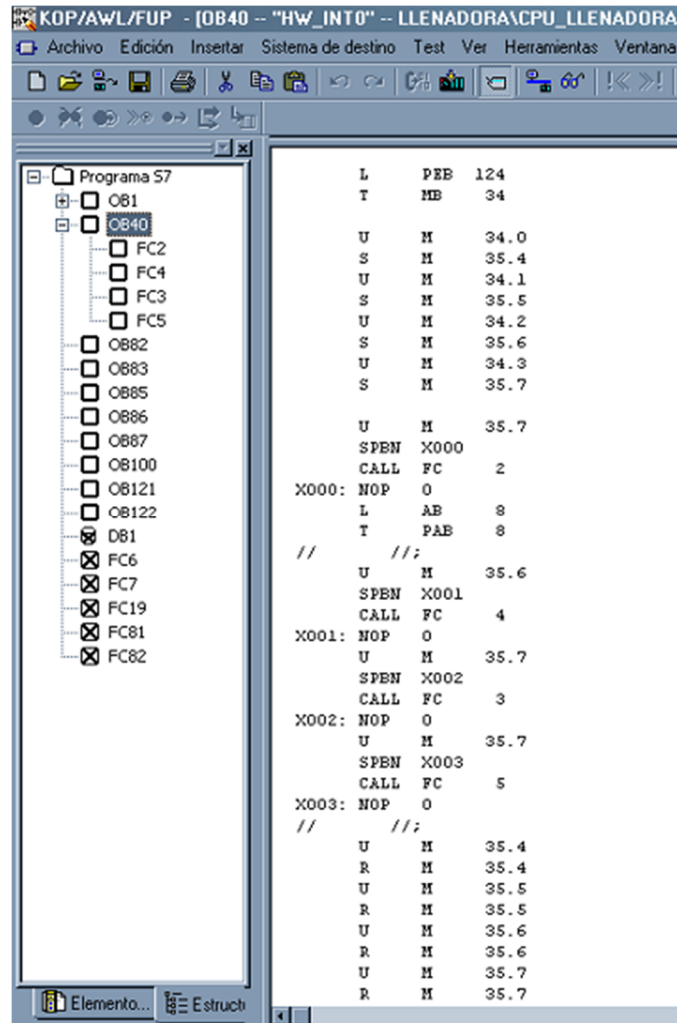 KOP/AWL/FUP - [OB40 -- "HW_INT0" -- LLENADORA\CPU_LLENADORA
Archivo Edición Insertar Sistema de destino Test Ver Herramientas Ventana
Programa S7
OB1
OB40
FC2
FC4
FC3
FC5
OB82
OB83
OB85
OB86
OB87
OB100
OB121
OB122
DB1
FC6
FC7
FC19
FC81
FC82
Elemento... Estruct
L PEB 124
T MB 34
U M 34.0
S M 35.4
U M 34.1
S M 35.5
U M 34.2
S M 35.6
U M 34.3
S M 35.7
U M 35.7
SPBN X000
CALL FC 2
X000: NOP 0
L AB 8
T PAB 8
// //;
U M 35.6
SPBN X001
CALL FC 4
X001: NOP 0
U M 35.7
SPBN X002
CALL FC 3
X002: NOP 0
U M 35.7
SPBN X003
CALL FC 5
X003: NOP 0
// //;
U M 35.4
R M 35.4
U M 35.5
R M 35.5
U M 35.6
R M 35.6
U M 35.7
R M 35.7